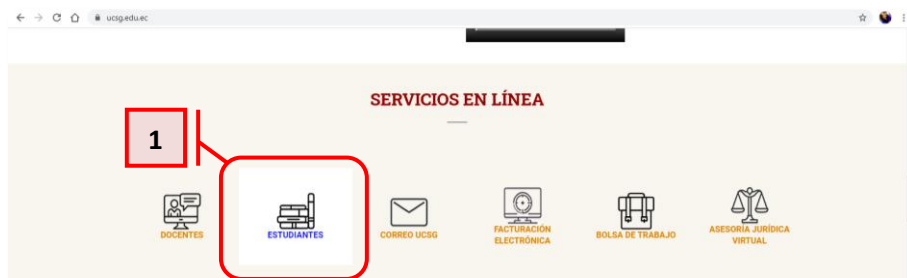 ucsg.edu.ec
SERVICIOS EN LÍNEA
1
DOCENTES
ESTUDIANTES
CORREO UCSG
FACTURACIÓN
ELECTRÓNICA
BOLSA DE TRABAJO
ASESORÍA JURÍDICA
VIRTUAL